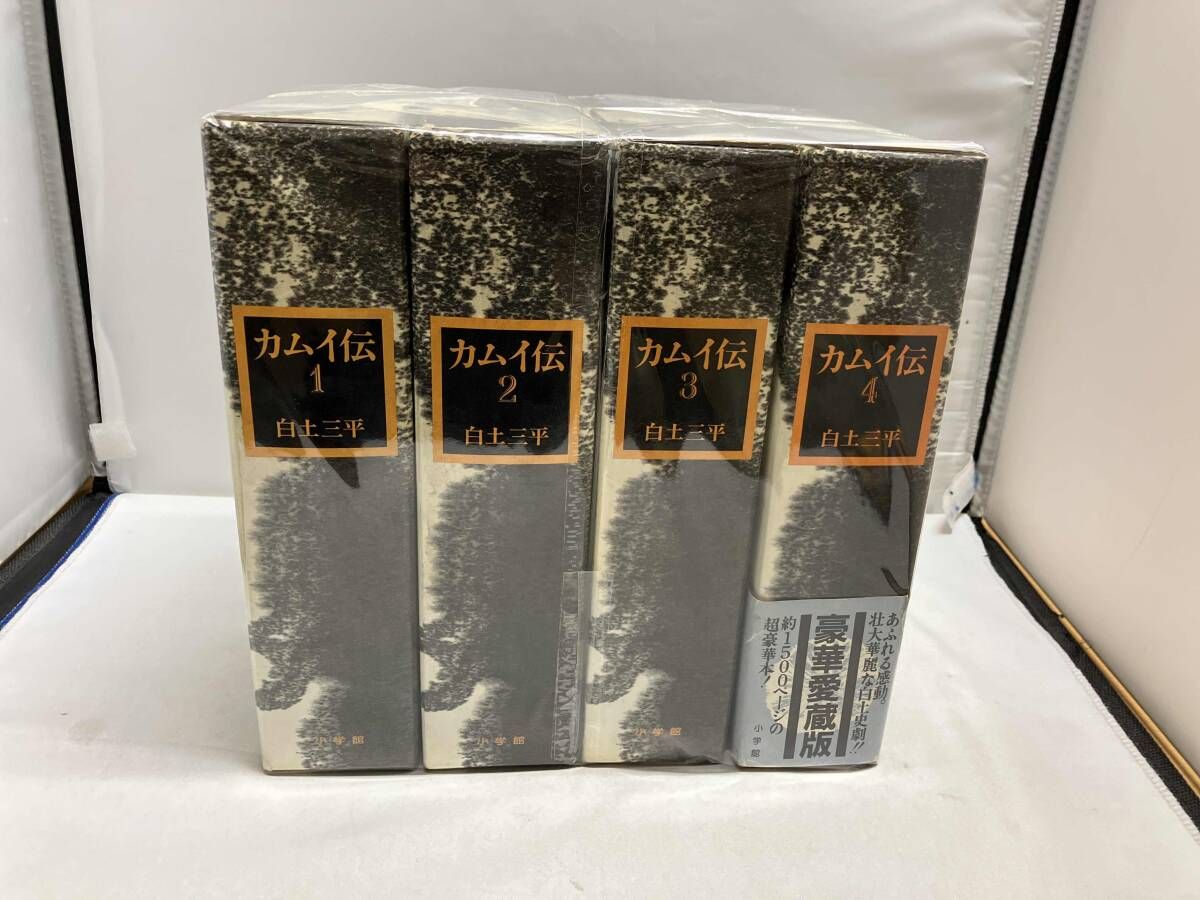 カムイ伝
1
白土三平
小学館
カムイ伝
2
白土三平
小学館
カムイ伝
3
白土三平
小学館
カムイ伝
4
白土三平
あふれる感動。
壮大華麗な白土史劇!!
豪華愛蔵版
約1500ページの
超豪華本!
小学館